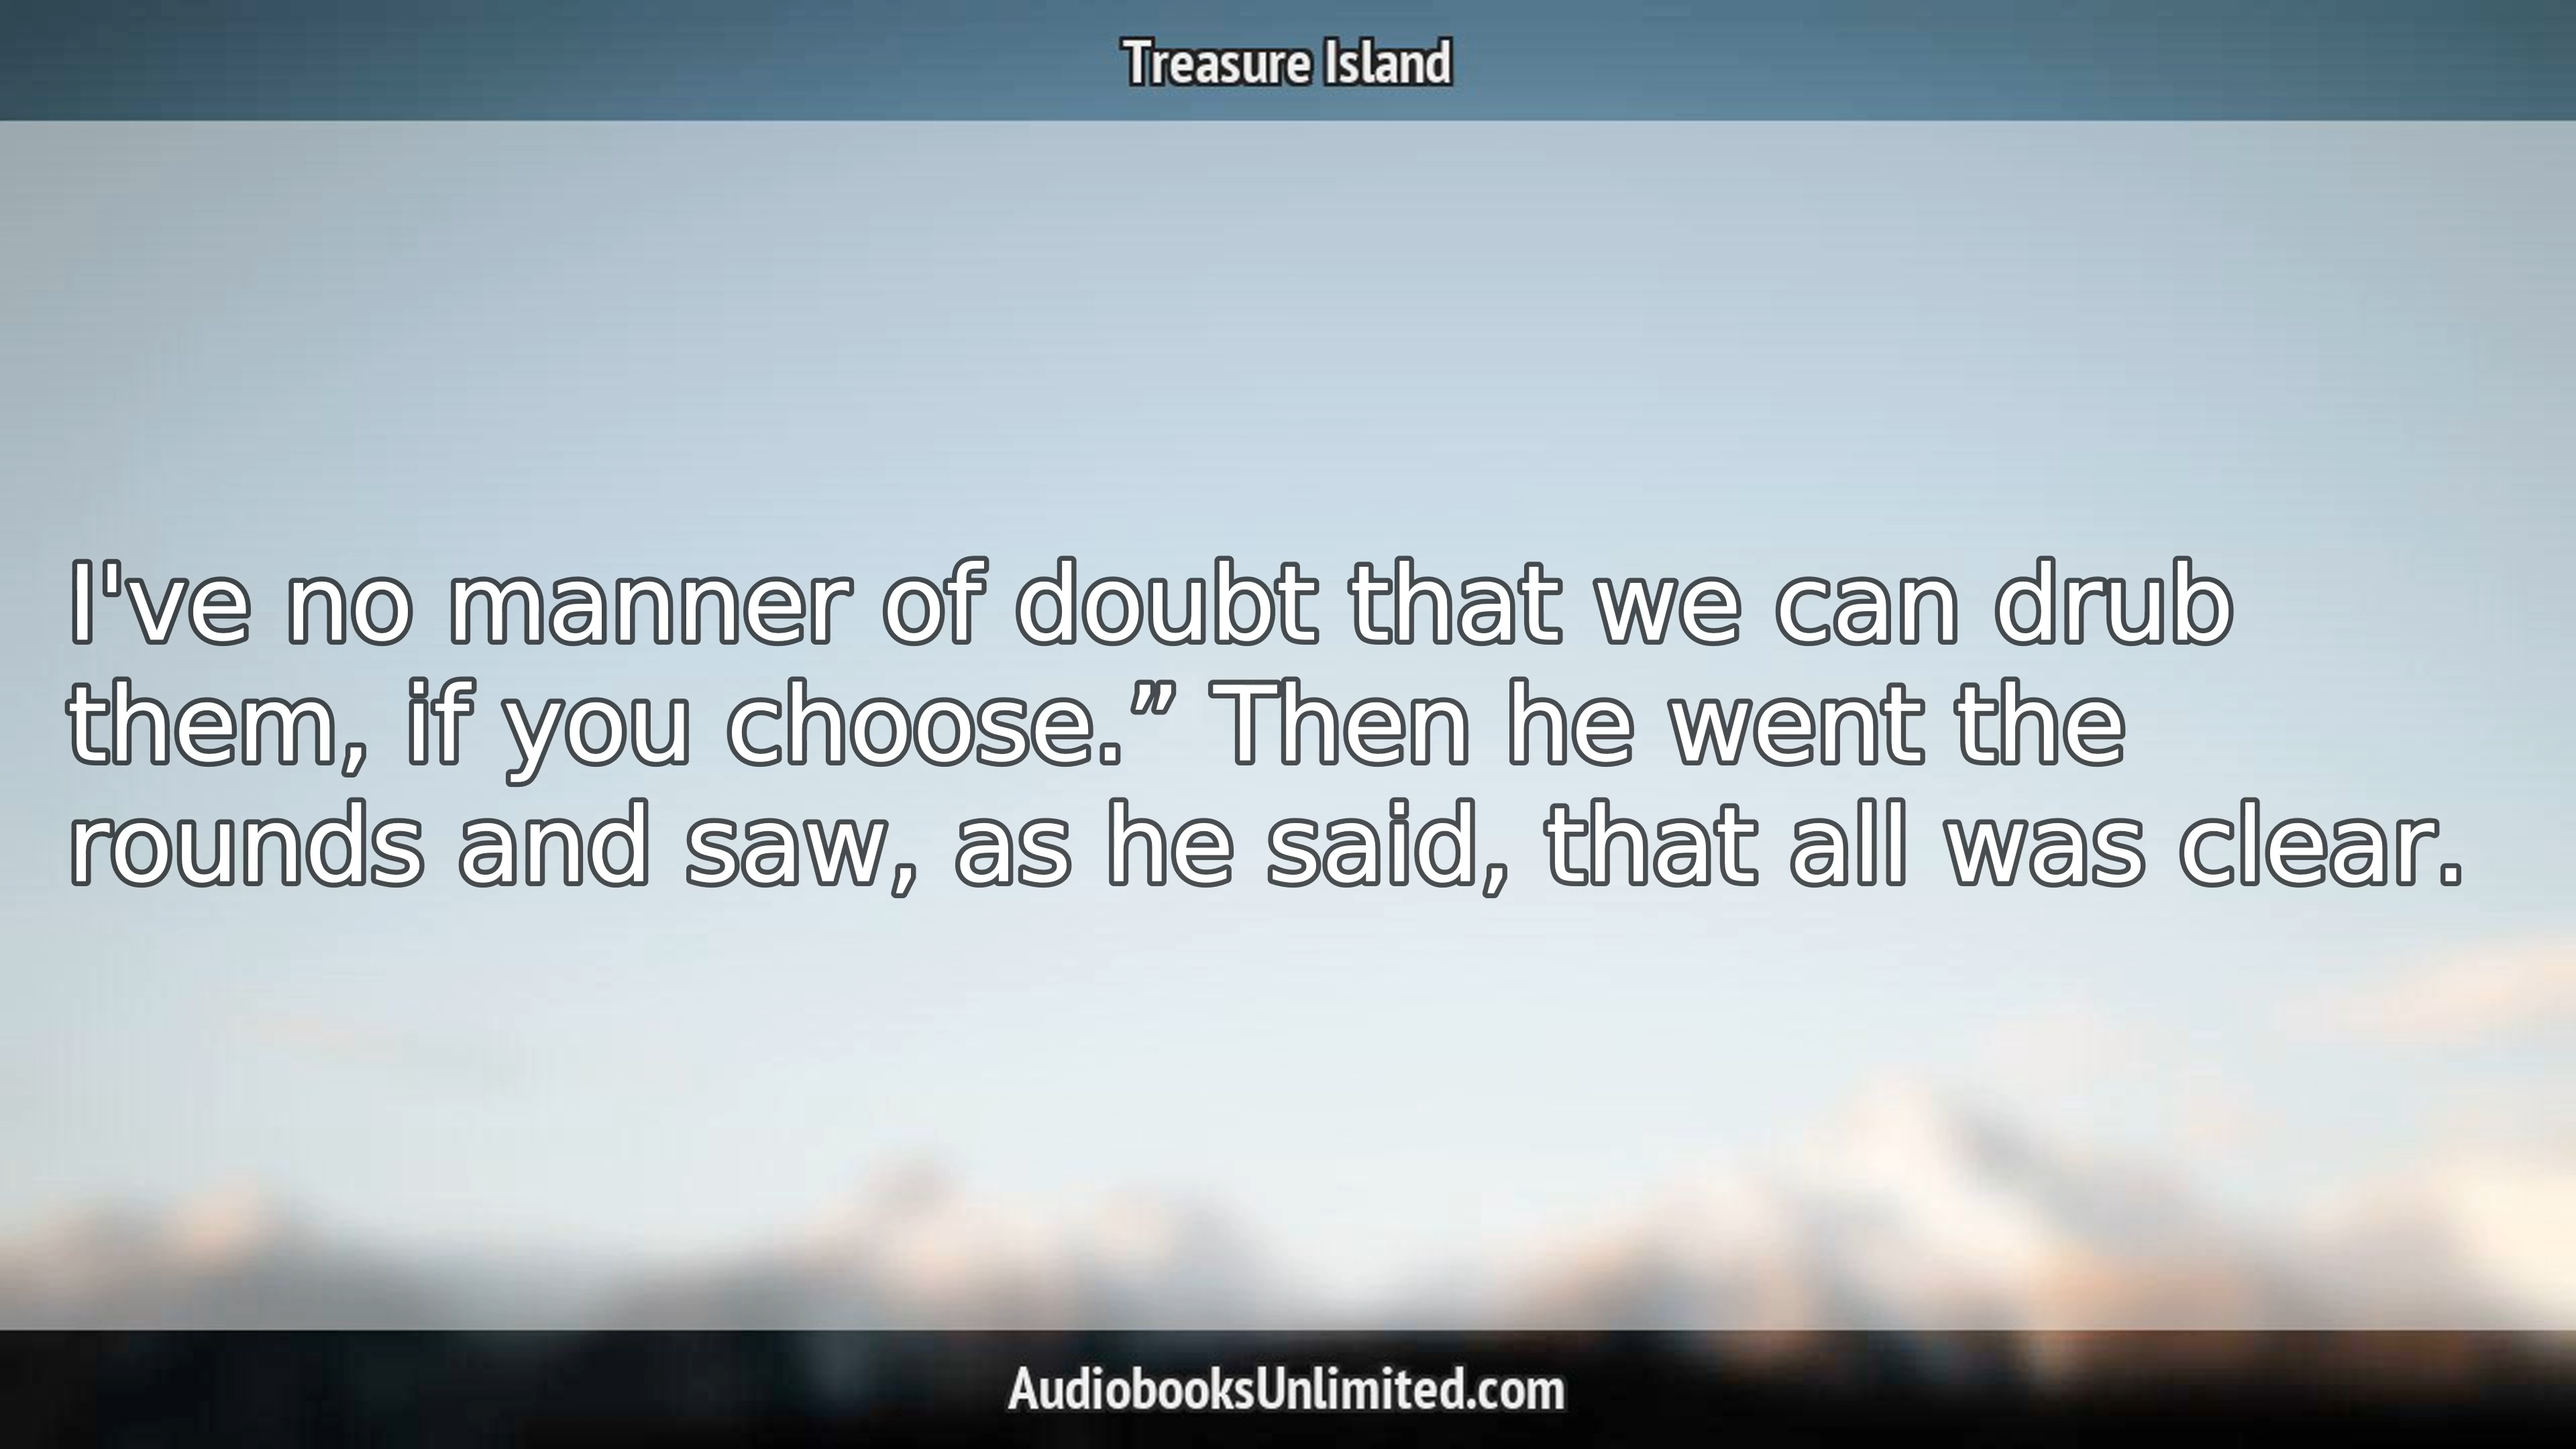 Treasure Island
I've no manner of doubt that we can drub
them, if you choose.” Then he went the
rounds and saw, as he said, that all was clear.
AudiobooksUnlimited.com